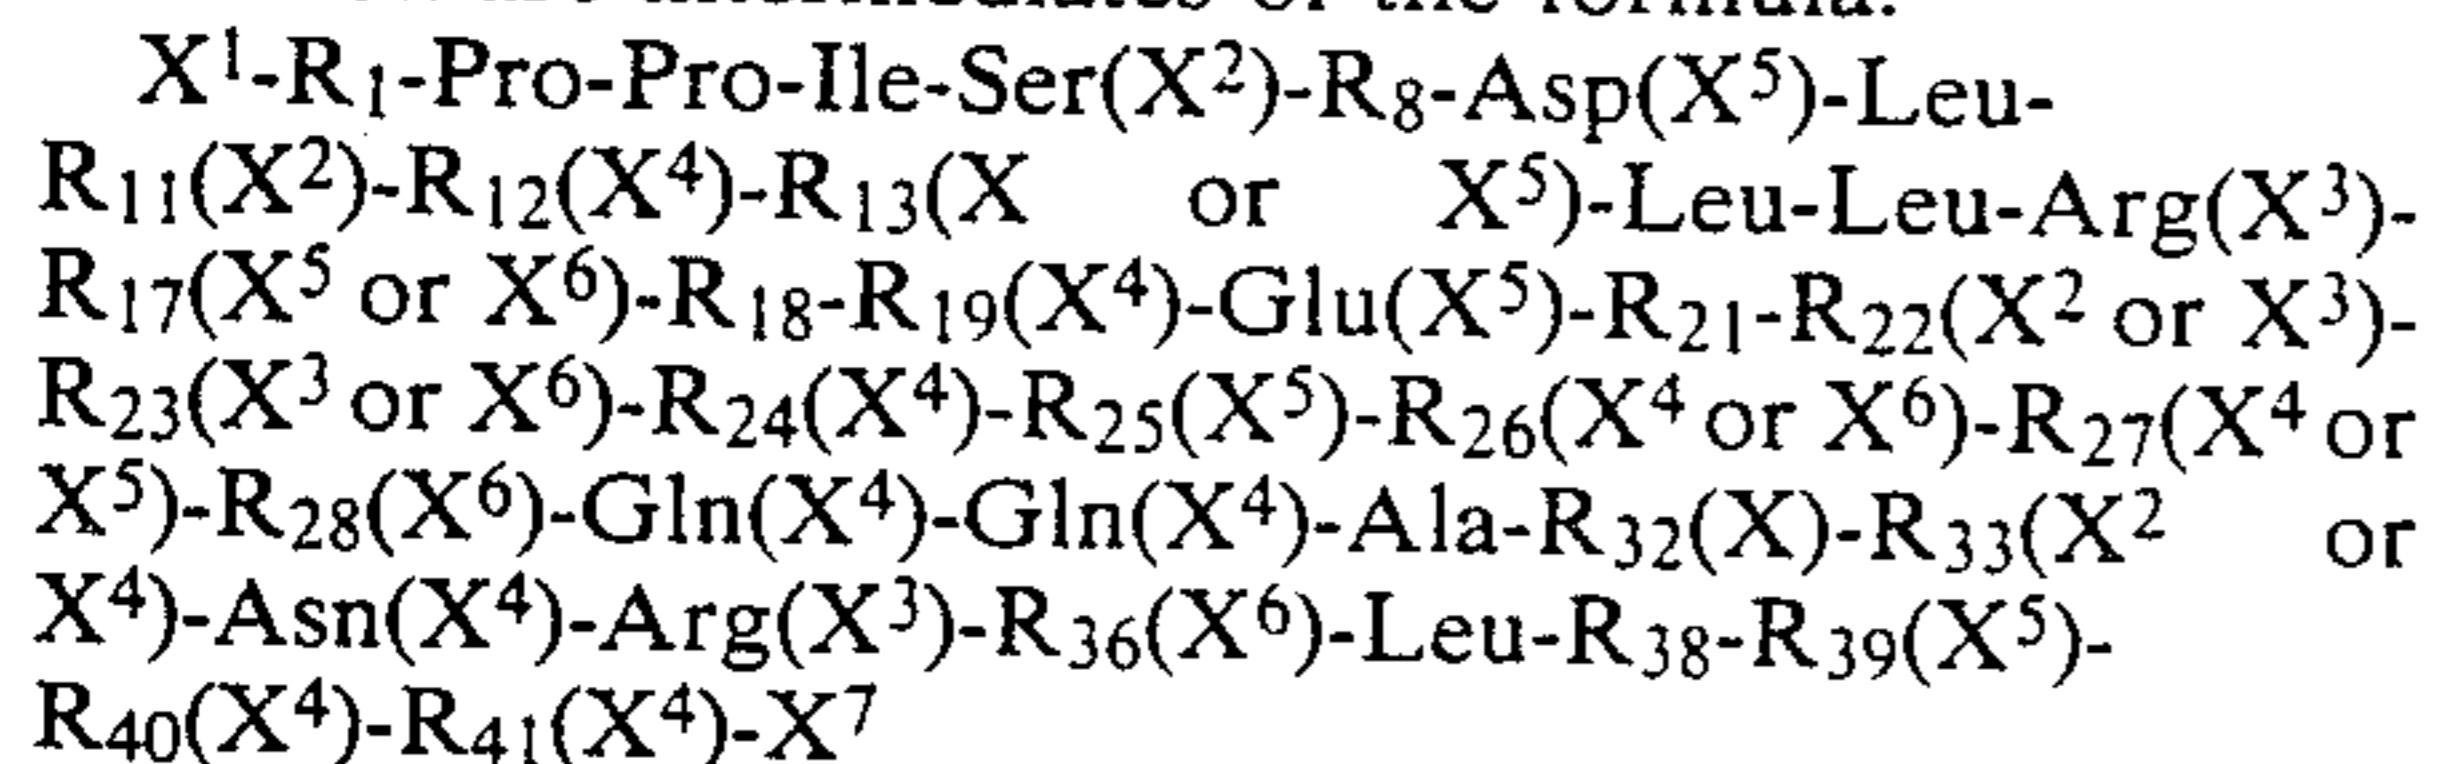 intermediates of the formula:
X¹-R₁-Pro-Pro-Ile-Ser(X²)-R₈-Asp(X⁵)-Leu-
R₁₁(X²)-R₁₂(X⁴)-R₁₃(X or X⁵)-Leu-Leu-Arg(X³)-
R₁₇(X⁵ or X⁶)-R₁₈-R₁₉(X⁴)-Glu(X⁵)-R₂₁-R₂₂(X² or X³)-
R₂₃(X³ or X⁶)-R₂₄(X⁴)-R₂₅(X⁵)-R₂₆(X⁴ or X⁶)-R₂₇(X⁴ or
X⁵)-R₂₈(X⁶)-Gln(X⁴)-Gln(X⁴)-Ala-R₃₂(X)-R₃₃(X² or
X⁴)-Asn(X⁴)-Arg(X³)-R₃₆(X⁶)-Leu-R₃₈-R₃₉(X⁵)-
R₄₀(X⁴)-R₄₁(X⁴)-X⁷